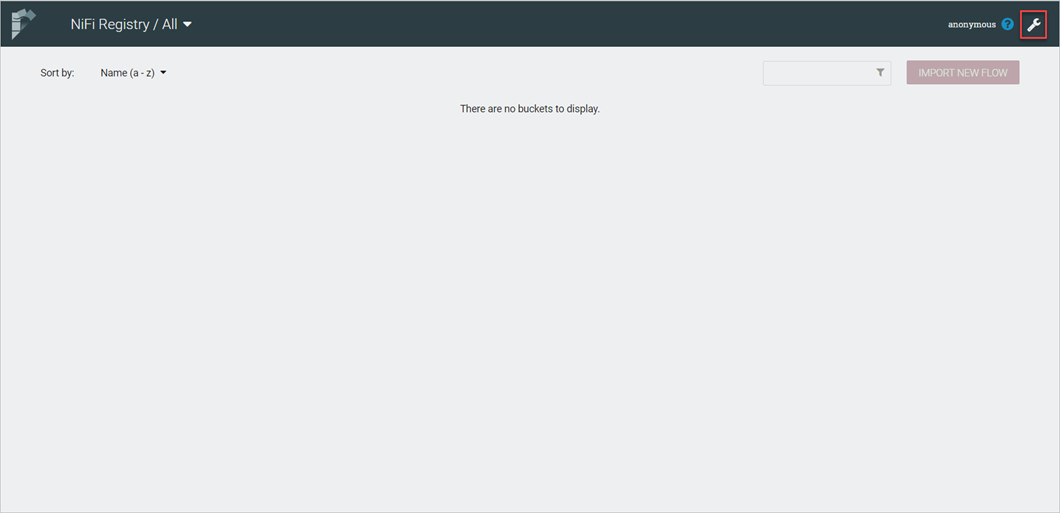 NiFi Registry / All
anonymous ?
Sort by: Name (a - z)
IMPORT NEW FLOW
There are no buckets to display.